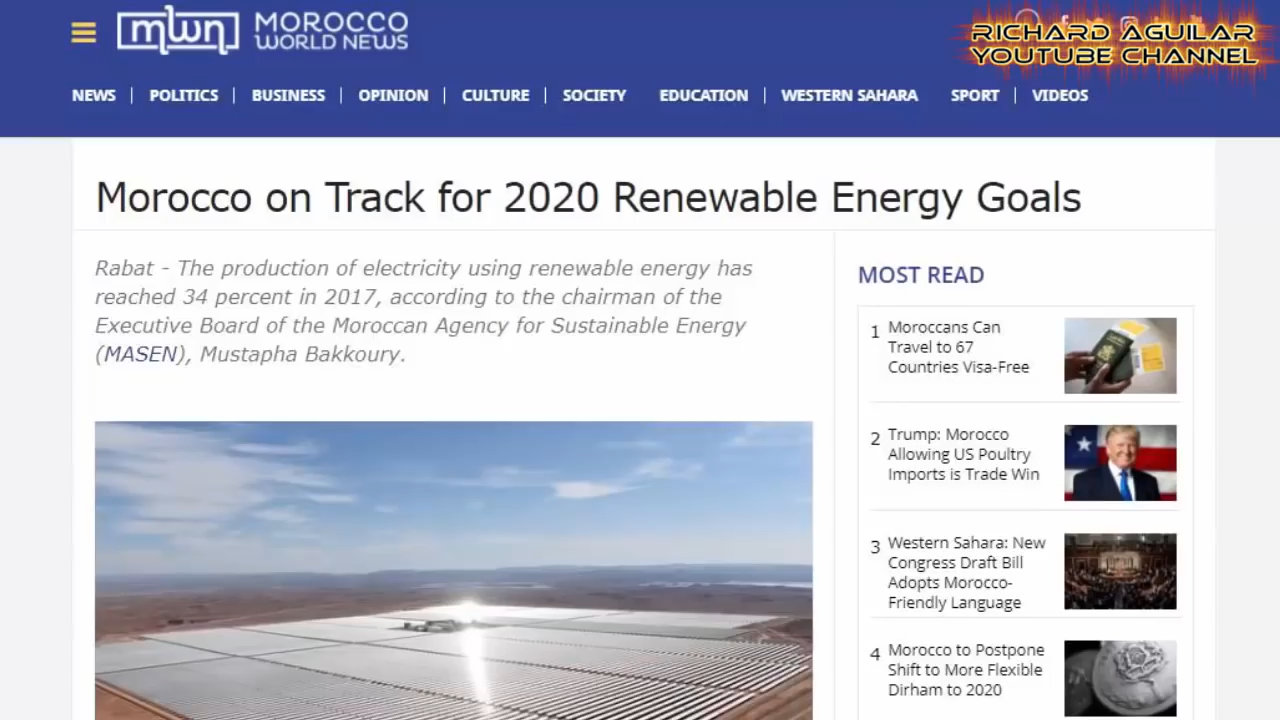 mwn
MOROCCO
WORLD NEWS
RICHARD AGUILAR
YOUTUBE CHANNEL
NEWS | POLITICS | BUSINESS | OPINION | CULTURE | SOCIETY EDUCATION | WESTERN SAHARA SPORT | VIDEOS
Morocco on Track for 2020 Renewable Energy Goals
Rabat - The production of electricity using renewable energy has
reached 34 percent in 2017, according to the chairman of the
Executive Board of the Moroccan Agency for Sustainable Energy
(MASEN), Mustapha Bakkoury.
MOST READ
1 Moroccans Can
Travel to 67
Countries Visa-Free
2 Trump: Morocco
Allowing US Poultry
Imports is Trade Win
3 Western Sahara: New
Congress Draft Bill
Adopts Morocco-
Friendly Language
4 Morocco to Postpone
Shift to More Flexible
Dirham to 2020